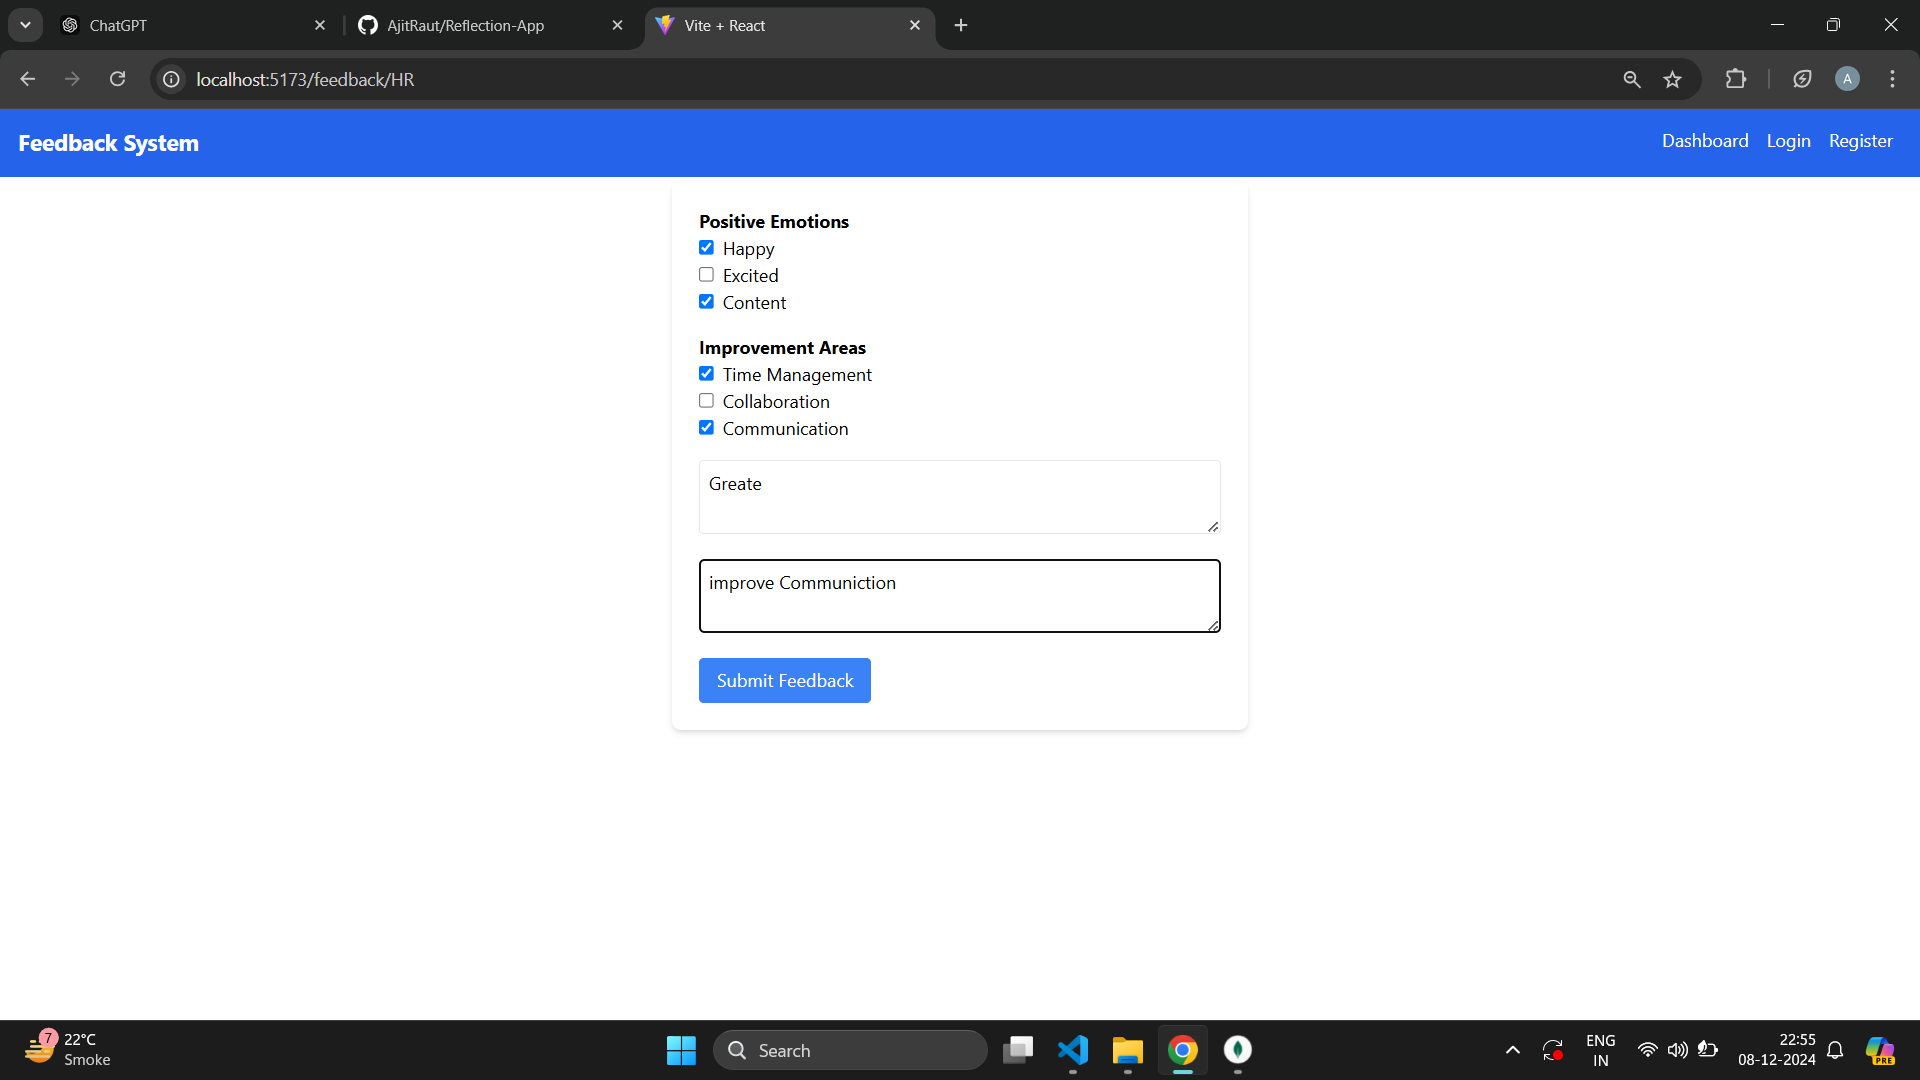 ChatGPT
AjitRaut/Reflection-App
Vite + React
localhost:5173/feedback/HR
A
Feedback System
Dashboard Login Register
Positive Emotions
Happy
Excited
Content
Improvement Areas
Time Management
Collaboration
Communication
Greate
improve Communiction
Submit Feedback
7
22°C
Smoke
Search
ENG
IN
22:55
08-12-2024
PRE